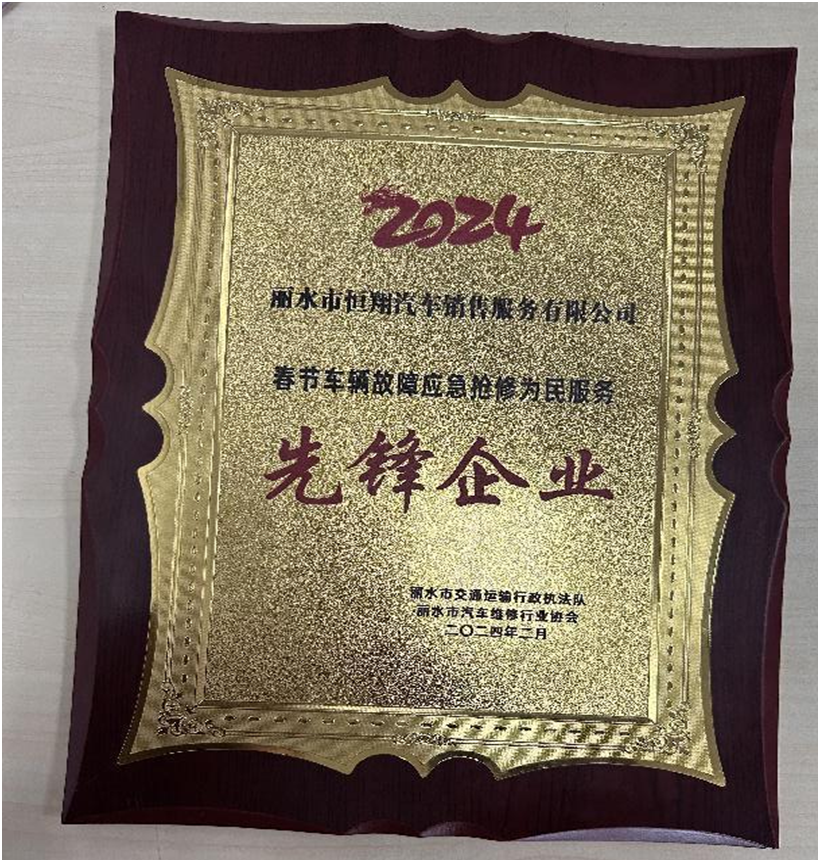 2024
丽水市恒翔汽车销售服务有限公司
春节车辆故障应急抢修为民服务
先锋企业
丽水市交通运输行政执法队
丽水市汽车维修行业协会
二〇二四年二月